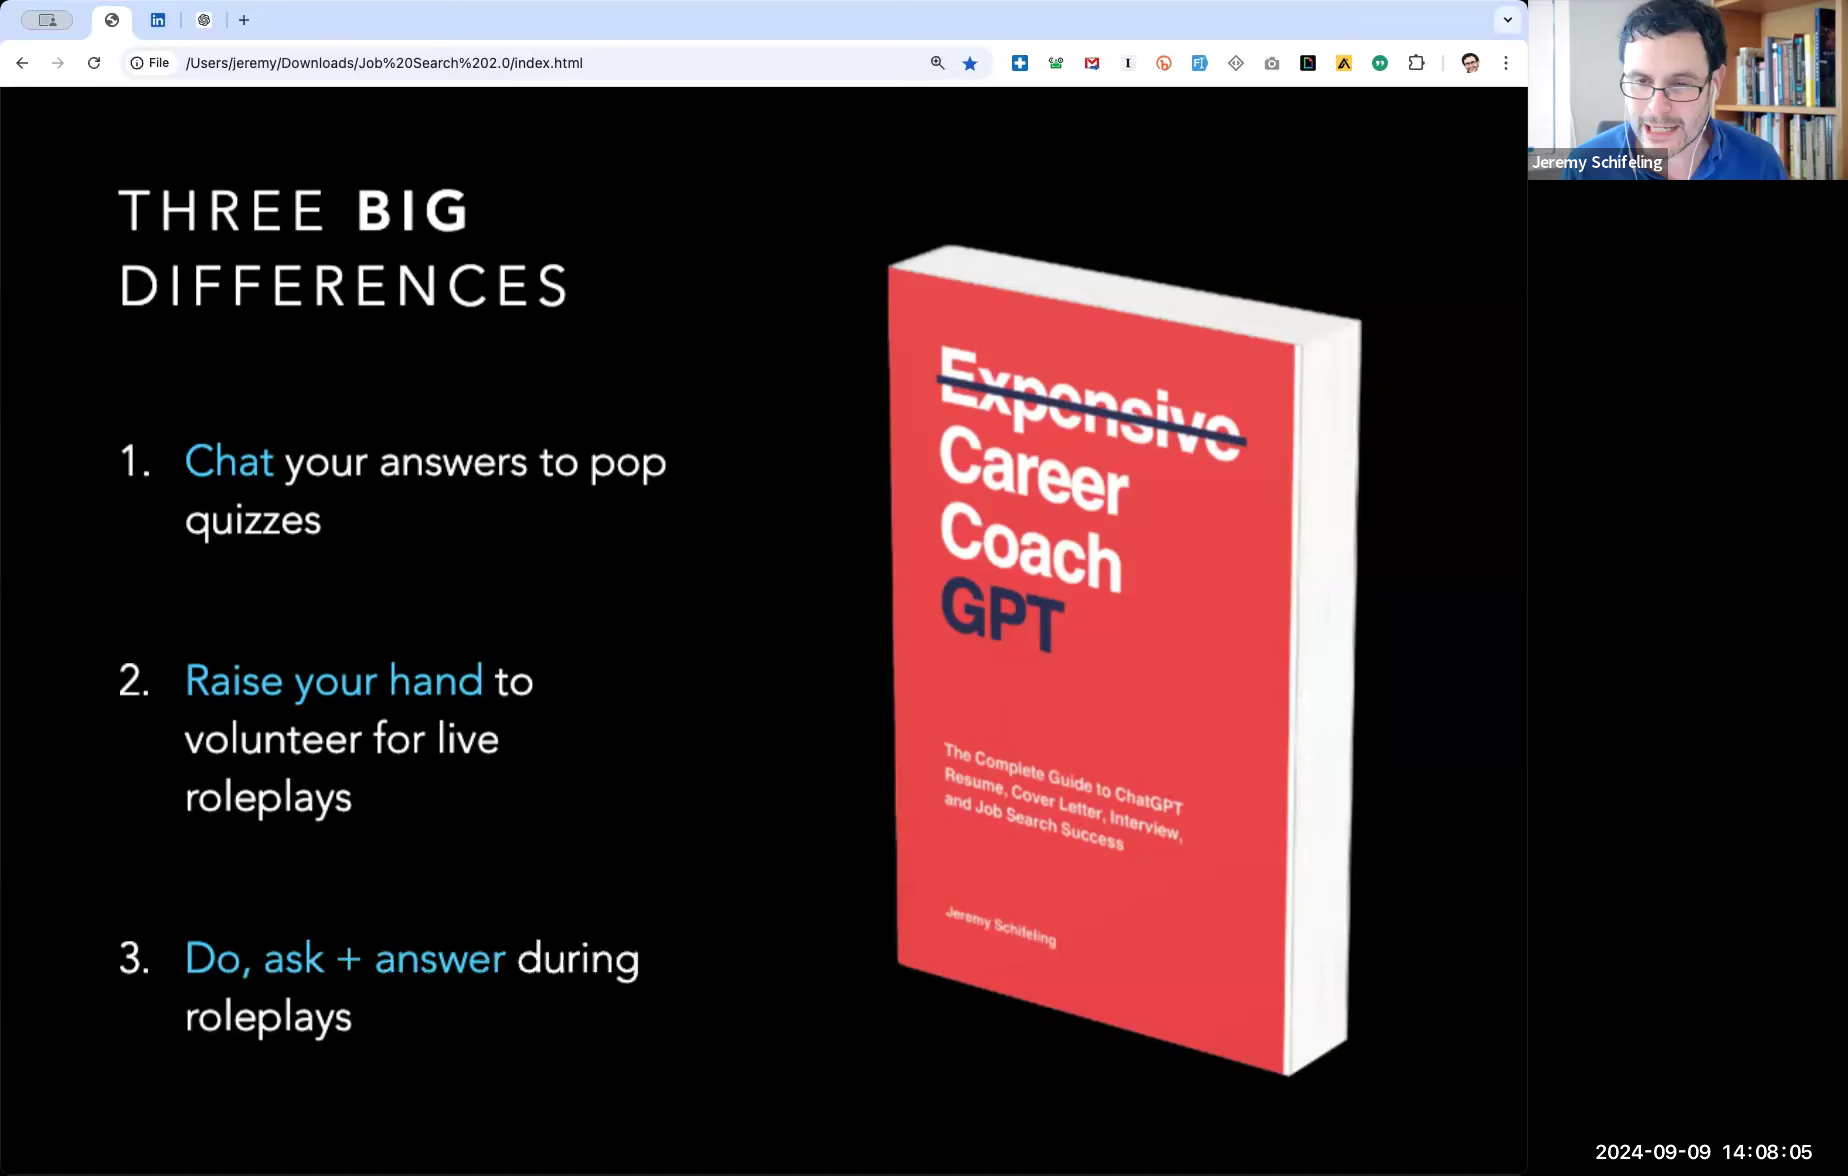 File
/Users/jeremy/Downloads/Job%20Search%202.0/index.html
Jeremy Schifeling
THREE BIG
DIFFERENCES
1. Chat your answers to pop
quizzes
2. Raise your hand to
volunteer for live
roleplays
3. Do, ask + answer during
roleplays
Expensive
Career
Coach
GPT
The Complete Guide to ChatGPT
Resume, Cover Letter, Interview,
and Job Search Success
Jeremy Schifeling
2024-09-09 14:08:05